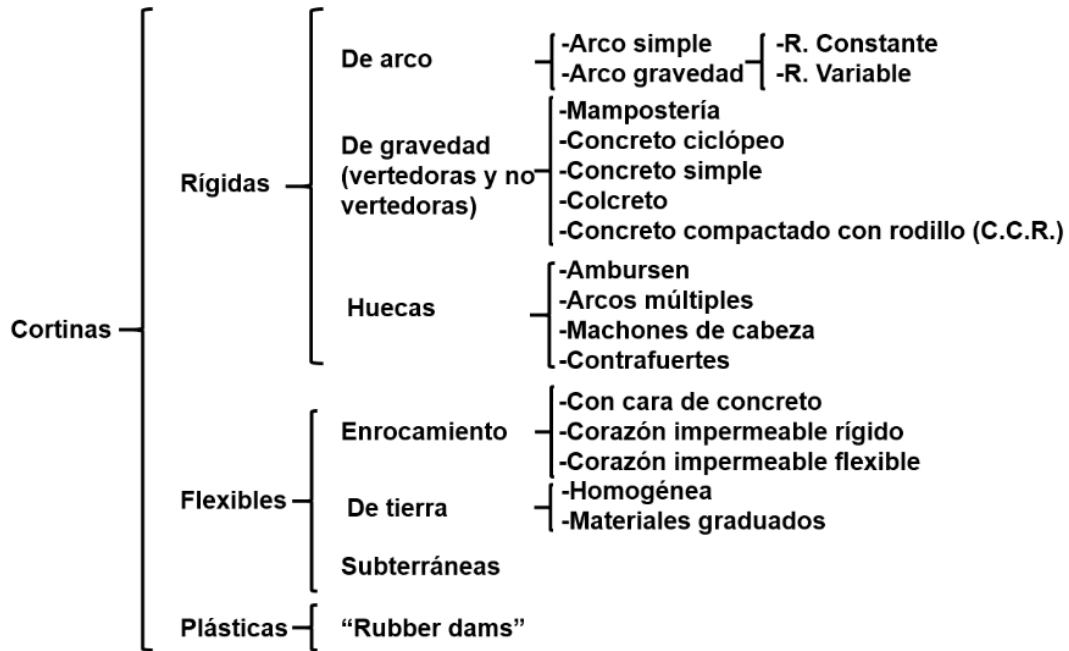 Cortinas
Rígidas
De arco
-Arco simple
-Arco gravedad
-R. Constante
-R. Variable
De gravedad
(vertedoras y no
vertedoras)
-Mampostería
-Concreto ciclópeo
-Concreto simple
-Colcreto
-Concreto compactado con rodillo (C.C.R.)
Huecas
-Ambursen
-Arcos múltiples
-Machones de cabeza
-Contrafuertes
Flexibles
Enrocamiento
-Con cara de concreto
-Corazón impermeable rígido
-Corazón impermeable flexible
De tierra
-Homogénea
-Materiales graduados
Subterráneas
Plásticas
“Rubber dams”